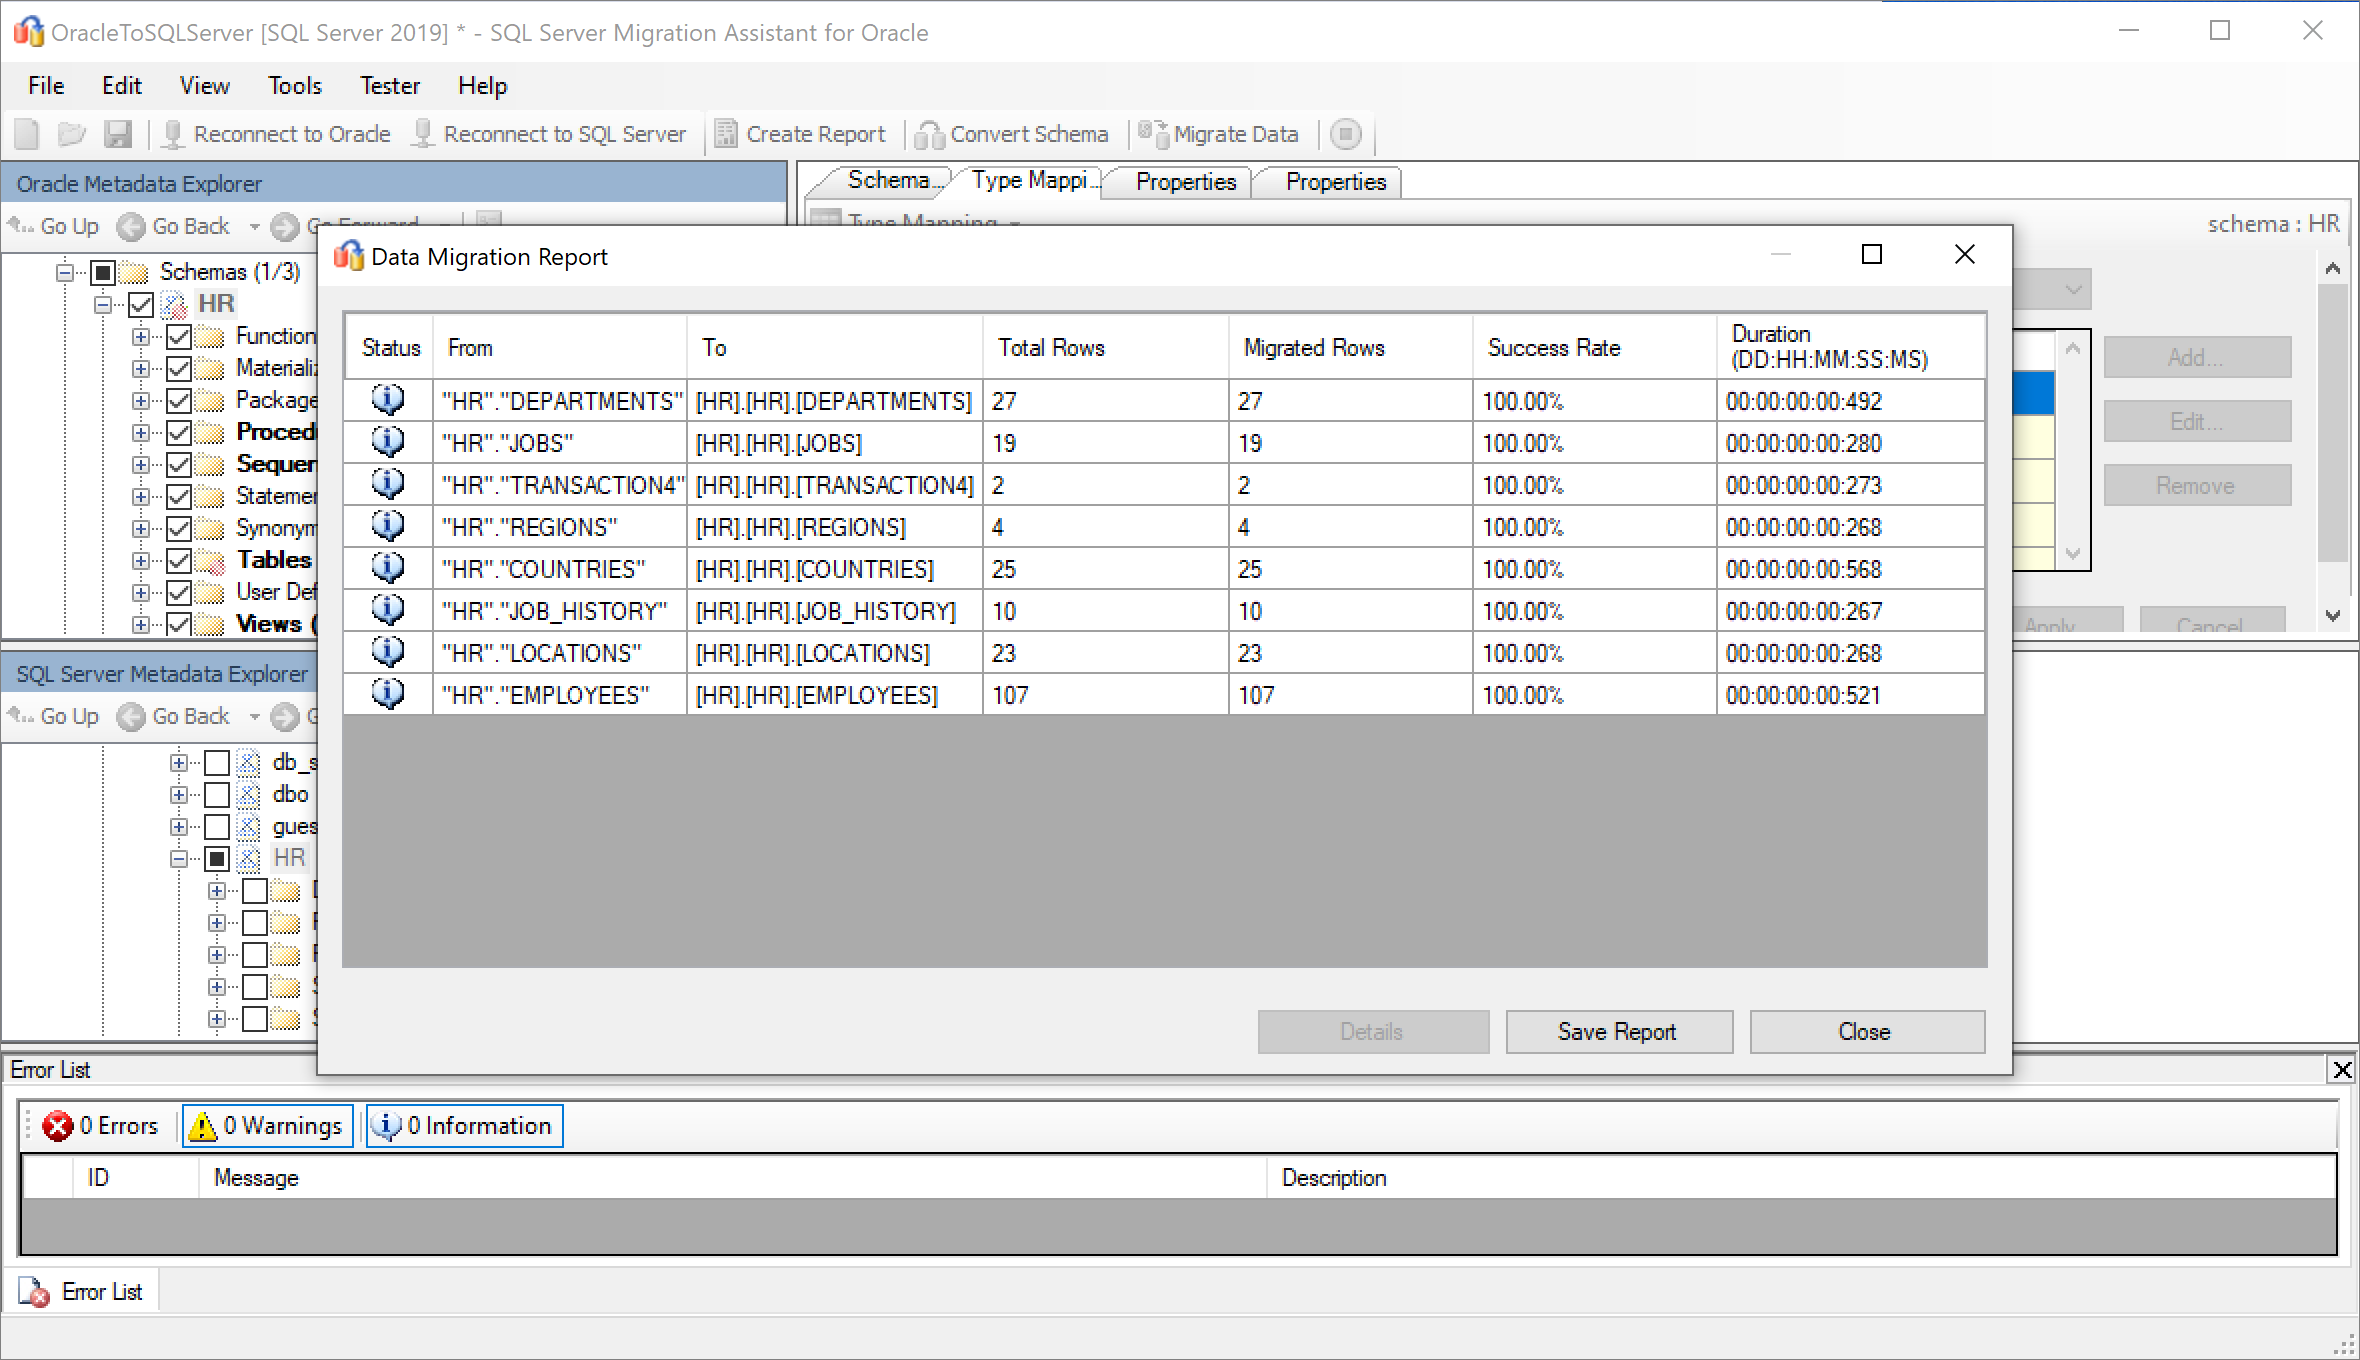 OracleToSQLServer [SQL Server 2019] * - SQL Server Migration Assistant for Oracle
File Edit View Tools Tester Help
Reconnect to Oracle Reconnect to SQL Server Create Report Convert Schema Migrate Data
Oracle Metadata Explorer
Schema... Type Mappi... Properties Properties
Go Up Go Back Go Forward
Type Mapping
schema : HR
Schemas (1/3)
HR
Function
Package
Statemen
Synonym
Tables
Views (
Add...
Edit...
Remove
Apply Cancel
Data Migration Report
Status From To Total Rows Migrated Rows Success Rate Duration (DD:HH:MM:SS:MS)
"HR"."DEPARTMENTS" [HR].[HR].[DEPARTMENTS] 27 27 100.00% 00:00:00:00:492
"HR"."JOBS" [HR].[HR].[JOBS] 19 19 100.00% 00:00:00:00:280
"HR"."TRANSACTION4" [HR].[HR].[TRANSACTION4] 2 2 100.00% 00:00:00:00:273
"HR"."REGIONS" [HR].[HR].[REGIONS] 4 4 100.00% 00:00:00:00:268
"HR"."COUNTRIES" [HR].[HR].[COUNTRIES] 25 25 100.00% 00:00:00:00:568
"HR"."JOB_HISTORY" [HR].[HR].[JOB_HISTORY] 10 10 100.00% 00:00:00:00:267
"HR"."LOCATIONS" [HR].[HR].[LOCATIONS] 23 23 100.00% 00:00:00:00:268
"HR"."EMPLOYEES" [HR].[HR].[EMPLOYEES] 107 107 100.00% 00:00:00:00:521
Details Save Report Close
SQL Server Metadata Explorer
Go Up Go Back
db_s
dbo
gues
HR
Error List
0 Errors 0 Warnings 0 Information
ID Message Description
Error List